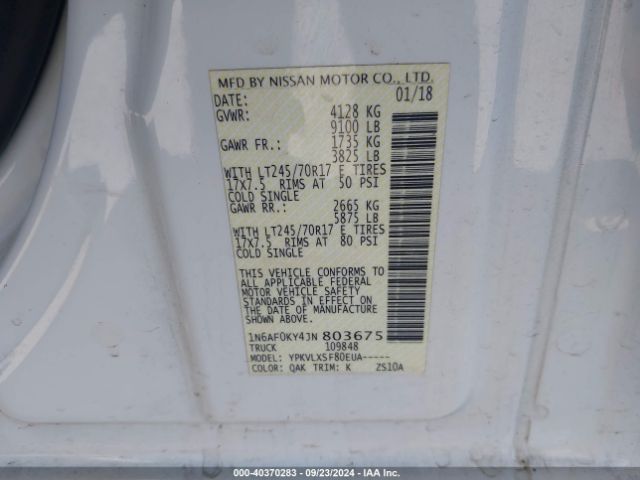 MFD BY NISSAN MOTOR CO., LTD.
DATE: 01/18
GVWR: 4128 KG
9100 LB
GAWR FR.: 1735 KG
3825 LB
WITH LT245/70R17 E TIRES
17X7.5 RIMS AT 50 PSI
COLD SINGLE
GAWR RR.: 2665 KG
5875 LB
WITH LT245/70R17 E TIRES
17X7.5 RIMS AT 80 PSI
COLD SINGLE
THIS VEHICLE CONFORMS TO
ALL APPLICABLE FEDERAL
MOTOR VEHICLE SAFETY
STANDARDS IN EFFECT ON
THE DATE OF MANUFACTURE
SHOWN ABOVE.
1N6AF0KY4JN 803675
TRUCK 109848
MODEL: YPKVLXSF80EUA-----
COLOR: QAK TRIM: K ZS10A
000-40370283 - 09/23/2024 - IAA Inc.